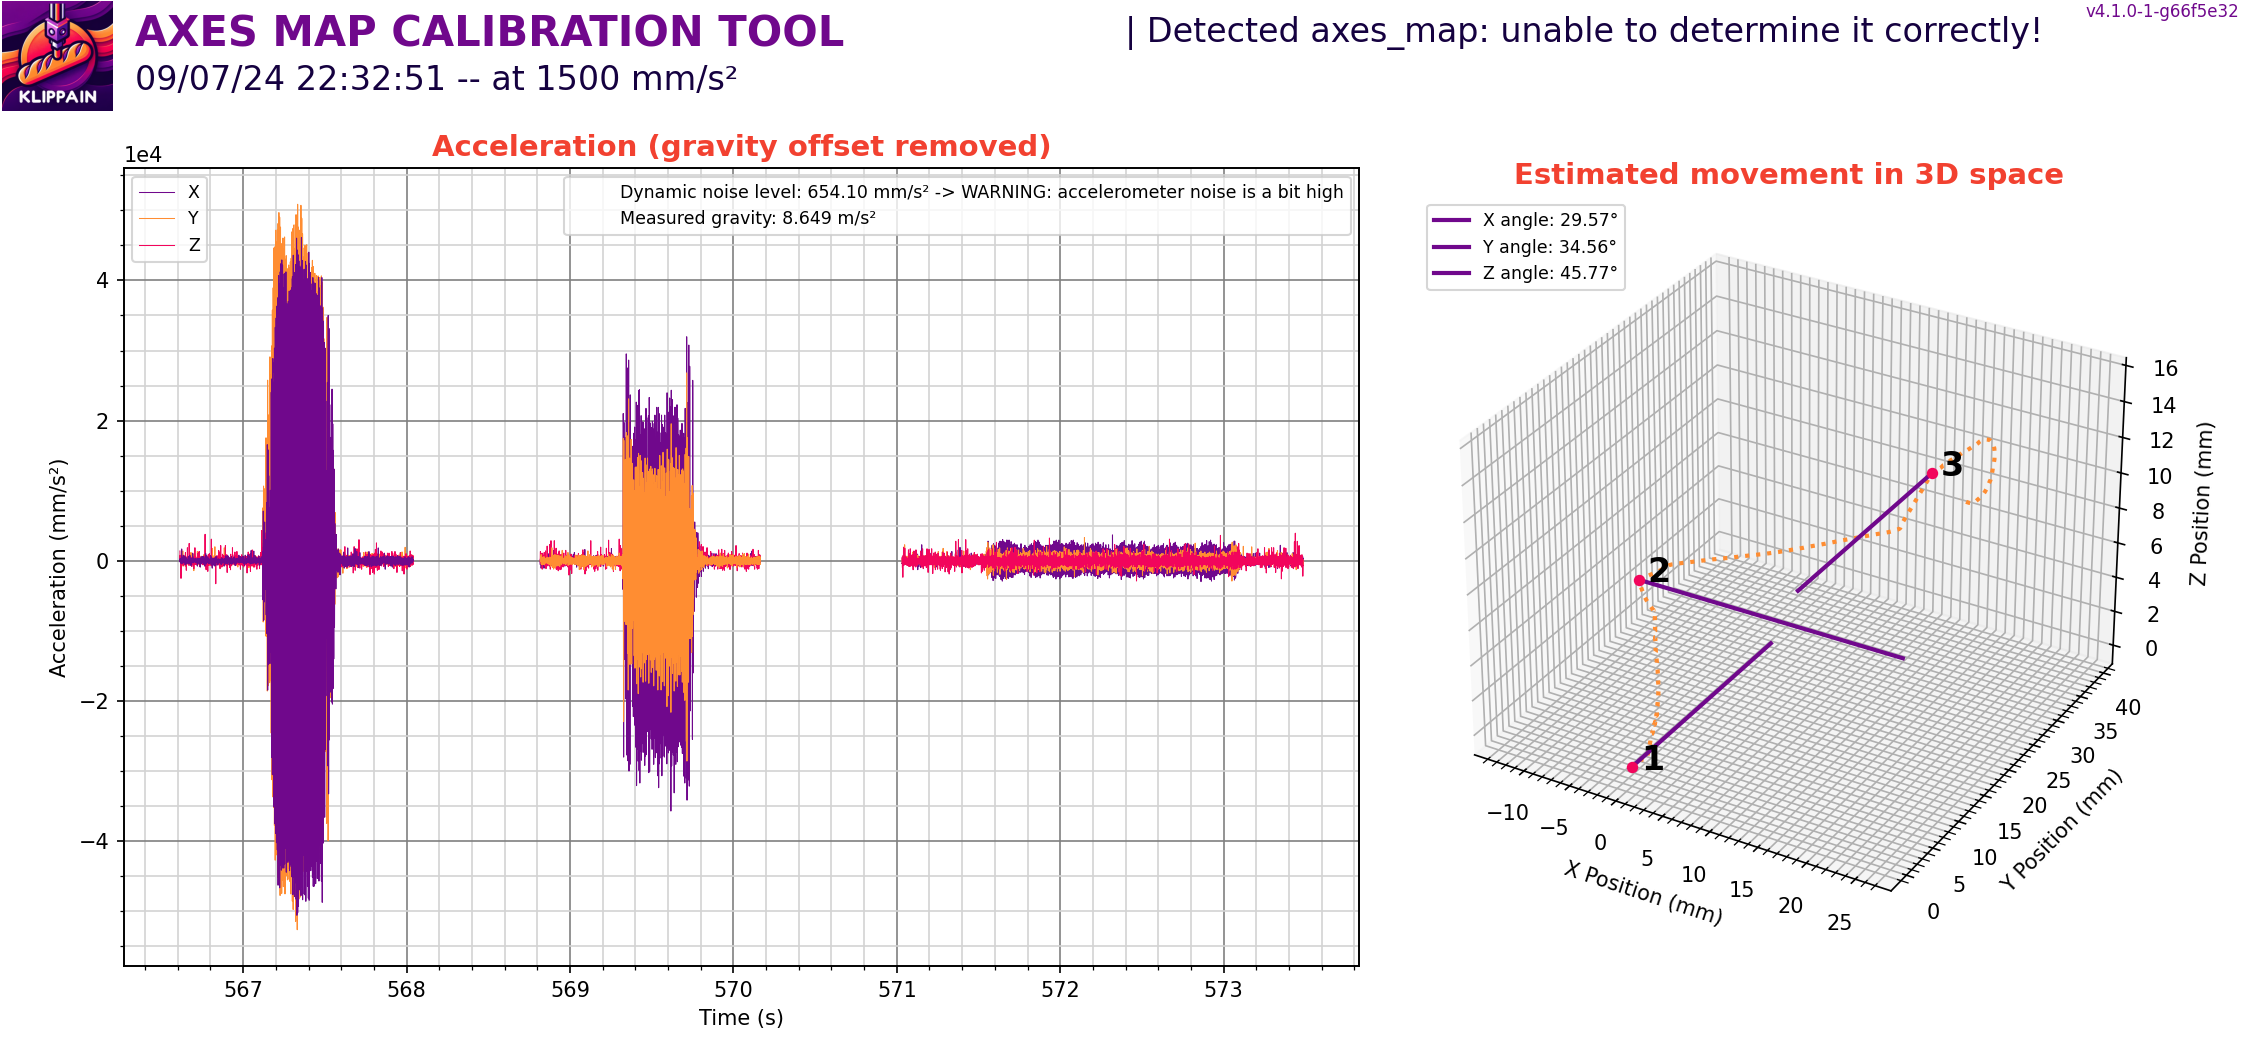 AXES MAP CALIBRATION TOOL
| Detected axes_map: unable to determine it correctly!
v4.1.0-1-g66f5e32
KLIPPAIN
09/07/24 22:32:51 -- at 1500 mm/s²
Acceleration (gravity offset removed)
1e4
X
Y
Z
Dynamic noise level: 654.10 mm/s² -> WARNING: accelerometer noise is a bit high
Measured gravity: 8.649 m/s²
Acceleration (mm/s²)
4
2
0
−2
−4
567
568
569
570
571
572
573
Time (s)
Estimated movement in 3D space
X angle: 29.57°
Y angle: 34.56°
Z angle: 45.77°
1
2
3
−10
−5
0
5
10
15
20
25
X Position (mm)
0
5
10
15
20
25
30
35
40
Y Position (mm)
16
14
12
10
8
6
4
2
0
Z Position (mm)